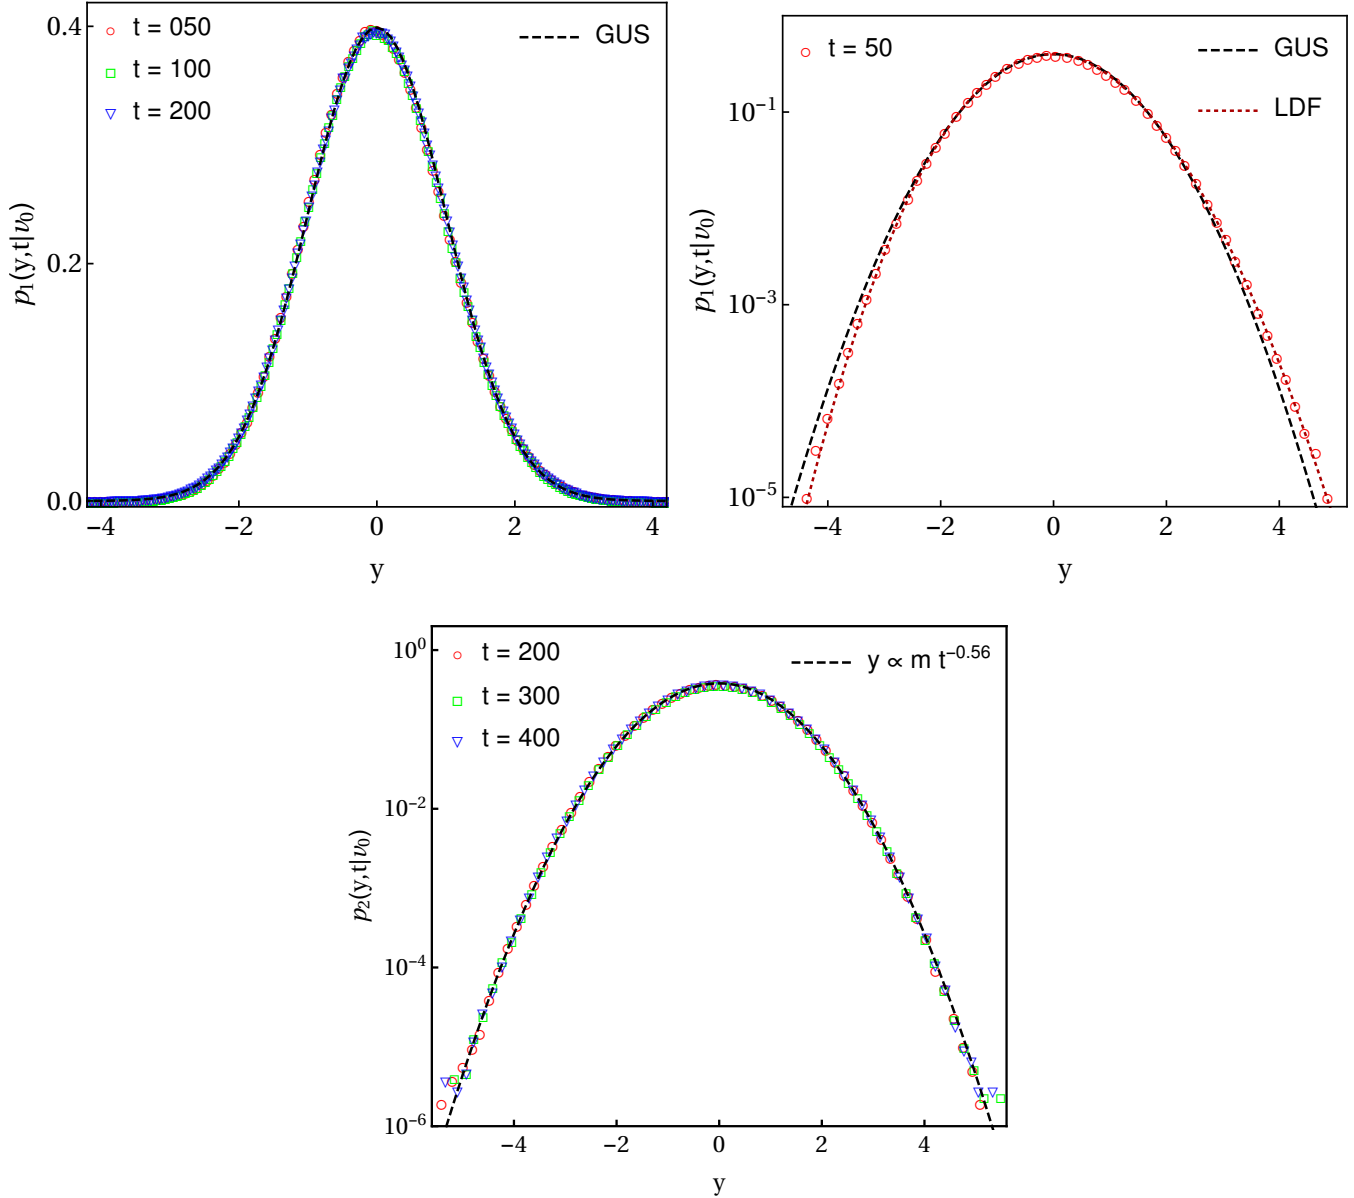 t = 050
t = 100
t = 200
GUS
0.4
0.2
0.0
−4
−2
0
2
4
p₁(y,t|v₀)
y
t = 50
GUS
LDF
10⁻¹
10⁻³
10⁻⁵
−4
−2
0
2
4
p₁(y,t|v₀)
y
t = 200
t = 300
t = 400
y ∝ m t⁻⁰·⁵⁶
10⁰
10⁻²
10⁻⁴
10⁻⁶
−4
−2
0
2
4
p₂(y,t|v₀)
y